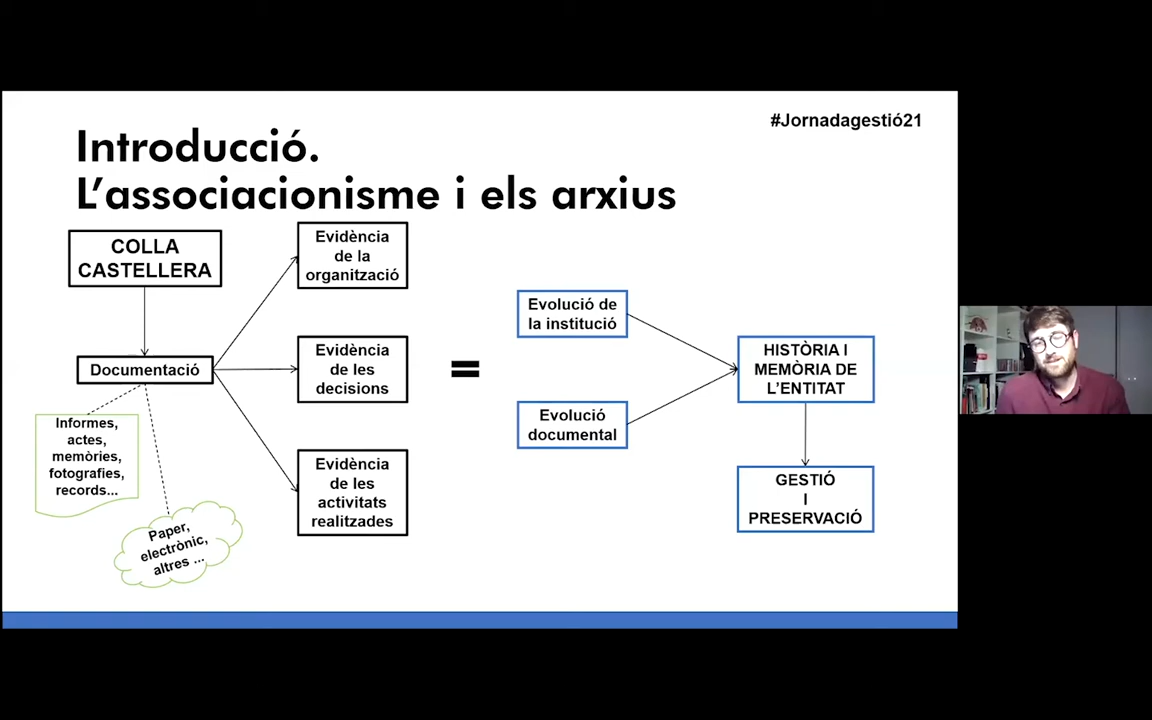 #Jornadagestió21
Introducció.
L'associacionisme i els arxius
COLLA
CASTELLERA
Documentació
Informes,
actes,
memòries,
fotografies,
records...
Paper,
electrònic,
altres ...
Evidència
de la
organització
Evidència
de les
decisions
Evidència
de les
activitats
realitzades
=
Evolució de
la institució
Evolució
documental
HISTÒRIA I
MEMÒRIA DE
L'ENTITAT
GESTIÓ
I
PRESERVACIÓ